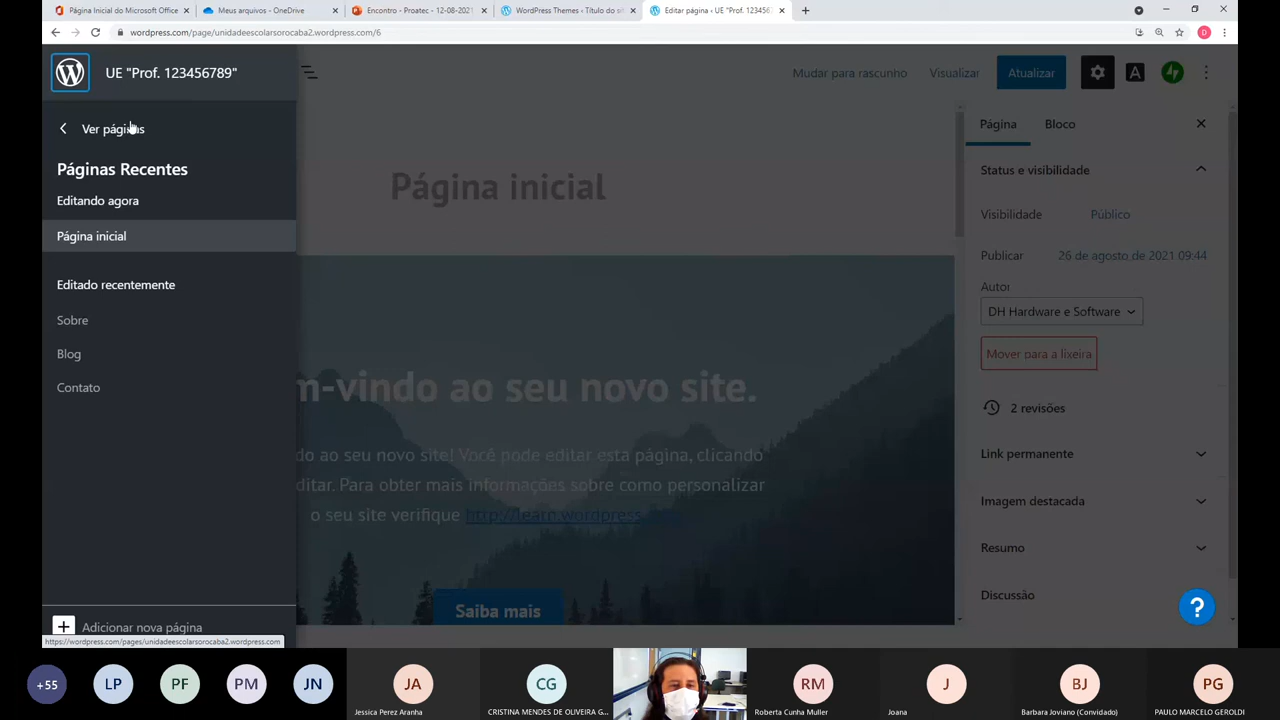 Página Inicial do Microsoft Office
Meus arquivos - OneDrive
Encontro - Proatec - 12-08-2021
WordPress Themes ‹ Título do si
Editar página ‹ UE "Prof. 123456
wordpress.com/page/unidadeescolarsorocaba2.wordpress.com/6
D
UE "Prof. 123456789"
Mudar para rascunho
Visualizar
Atualizar
A
Ver páginas
Página
Bloco
Páginas Recentes
Status e visibilidade
Página inicial
Editando agora
Visibilidade
Público
Página inicial
Publicar
26 de agosto de 2021 09:44
Editado recentemente
Autor
DH Hardware e Software
Sobre
Blog
Mover para a lixeira
Contato
m-vindo ao seu novo site.
2 revisões
do ao seu novo site! Você pode editar esta página, clicando
Link permanente
ditar. Para obter mais informações sobre como personalizar
Imagem destacada
o seu site verifique http://learn.wordpress.
Resumo
Discussão
Saiba mais
?
Adicionar nova página
https://wordpress.com/pages/unidadeescolarsorocaba2.wordpress.com
+55
LP
PF
PM
JN
JA
CG
RM
J
BJ
PG
Jessica Perez Aranha
CRISTINA MENDES DE OLIVEIRA G...
Roberta Cunha Muller
Joana
Barbara Joviano (Convidado)
PAULO MARCELO GEROLDI